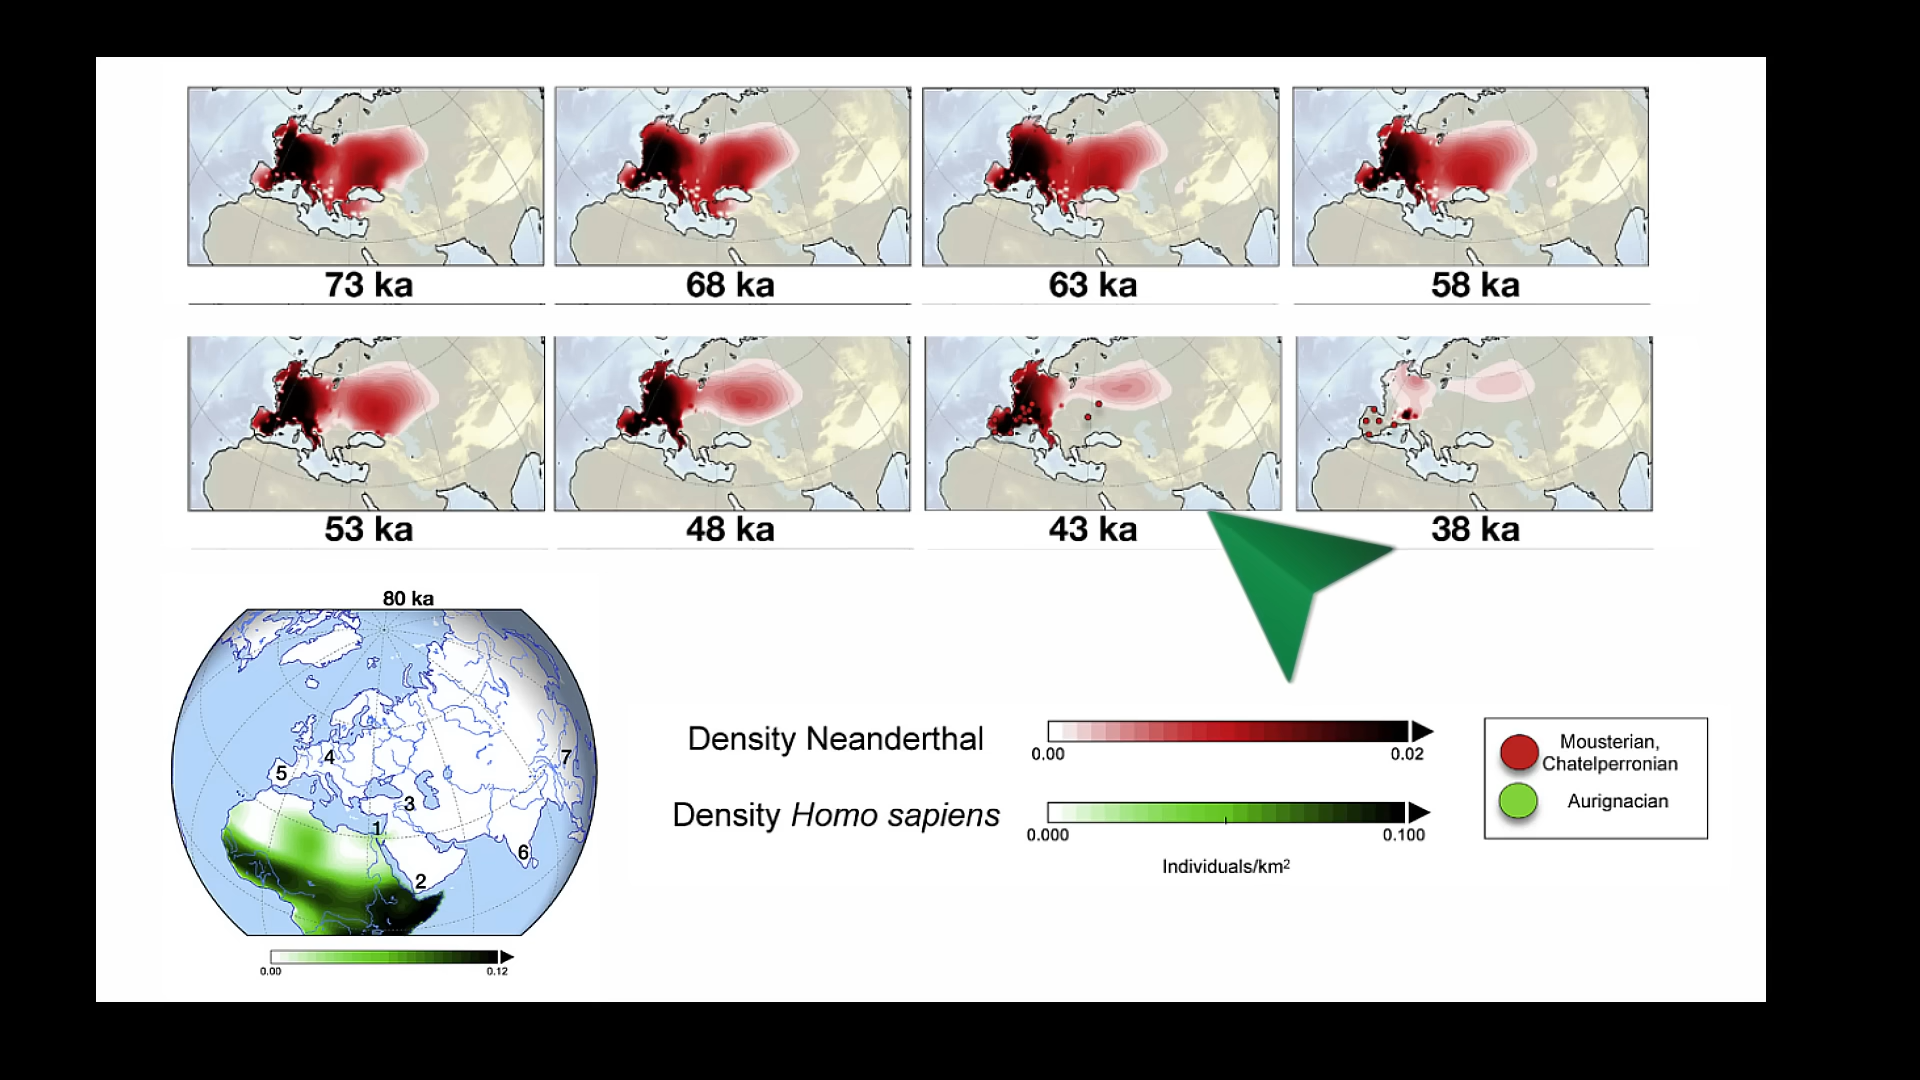 73 ka
68 ka
63 ka
58 ka
53 ka
48 ka
43 ka
38 ka
80 ka
4
5
7
3
1
6
2
0.00
0.12
Density Neanderthal
0.00
0.02
Density Homo sapiens
0.000
0.100
Individuals/km²
Mousterian,
Chatelperronian
Aurignacian